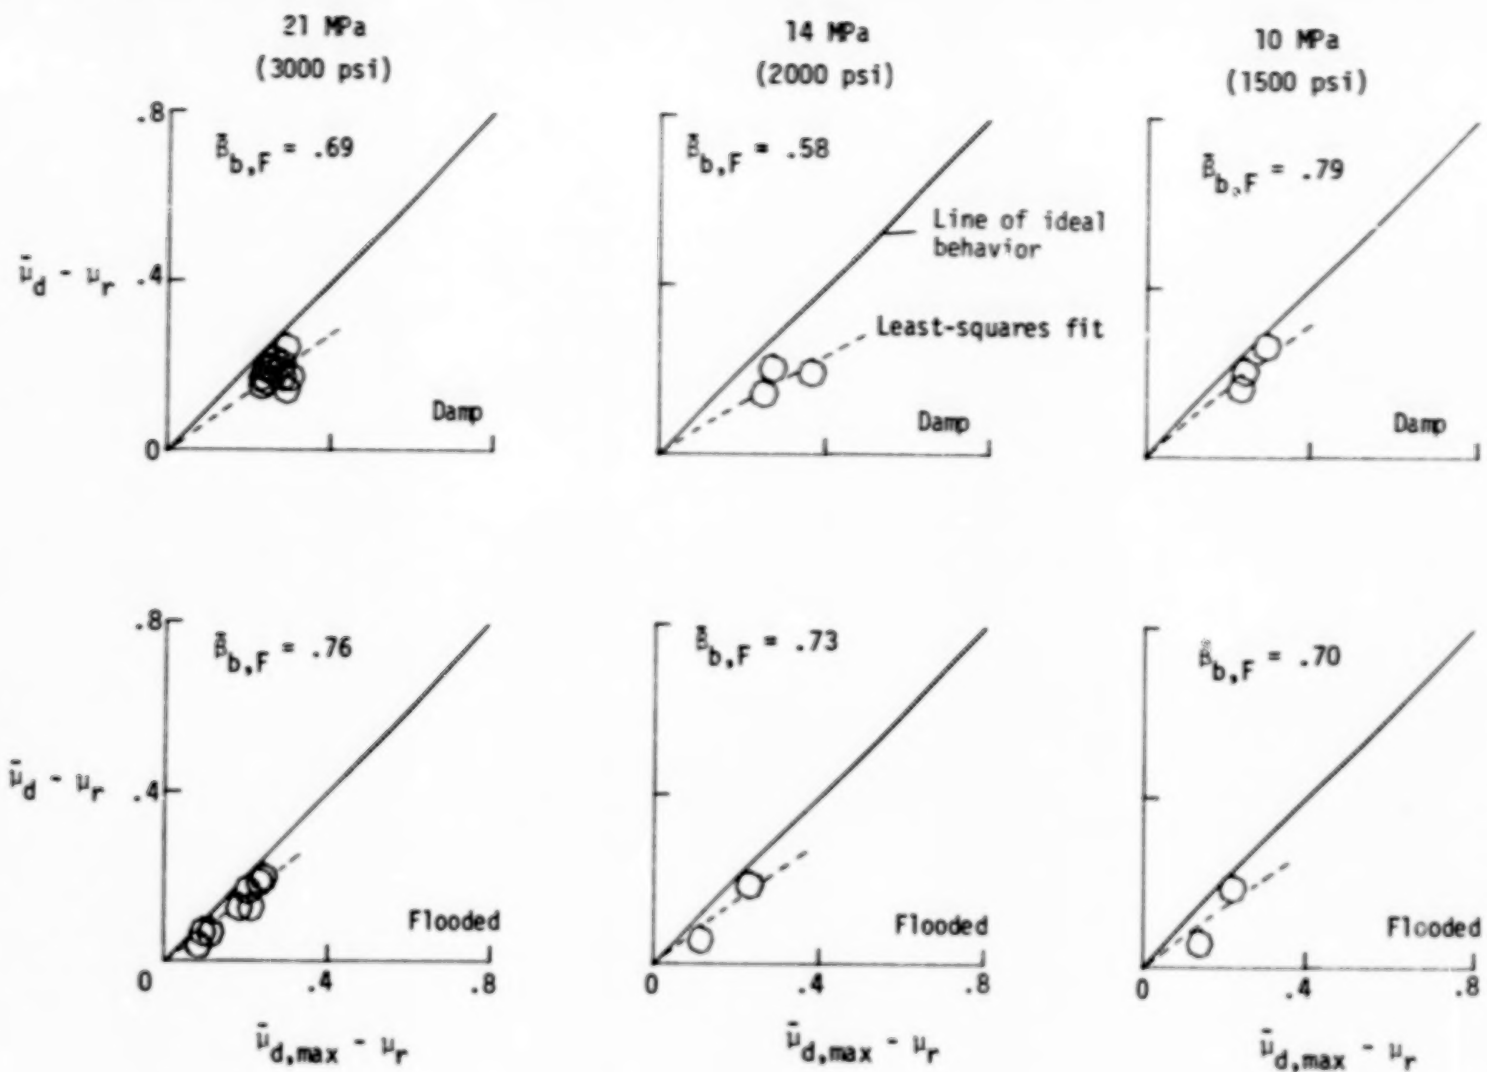 21 MPa
(3000 psi)
14 MPa
(2000 psi)
10 MPa
(1500 psi)
.8
β̄b,F = .69
β̄b,F = .58
β̄b,F = .79
Line of ideal
behavior
μ̄d - μr .4
Least-squares fit
Damp
Damp
Damp
0
.8
β̄b,F = .76
β̄b,F = .73
β̄b,F = .70
μ̄d - μr .4
Flooded
Flooded
Flooded
0 .4 .8
0 .4 .8
0 .4 .8
μ̄d,max - μr
μ̄d,max - μr
μ̄d,max - μr